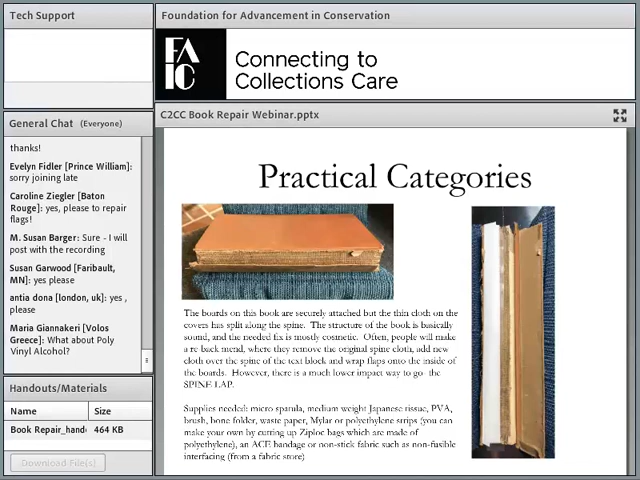 Tech Support
Foundation for Advancement in Conservation
FA
IC
Connecting to
Collections Care
General Chat (Everyone)
thanks!
Evelyn Fidler [Prince William]:
sorry joining late
Caroline Ziegler [Baton
Rouge]: yes, please to repair
flags!
M. Susan Barger: Sure - I will
post with the recording
Susan Garwood [Faribault,
MN]: yes please
antia dona [london, uk]: yes ,
please
Maria Giannakeri [Volos
Greece]: What about Poly
Vinyl Alcohol?
Handouts/Materials
Name Size
Book Repair_hand 464 KB
Download File(s)
C2CC Book Repair Webinar.pptx
Practical Categories
The boards on this book are securely attached but the thin cloth on the
covers has split along the spine. The structure of the book is basically
sound, and the needed fix is mostly cosmetic. Often, people will make
a re-back mend, where they remove the original spine cloth, add new
cloth over the spine of the text block and wrap flaps onto the inside of
the boards. However, there is a much lower impact way to go- the
SPINE LAP.
Supplies needed: micro spatula, medium weight Japanese tissue, PVA,
brush, bone folder, waste paper, Mylar or polyethylene strips (you can
make your own by cutting up Ziploc bags which are made of
polyethylene), an ACE bandage or non-stick fabric such as non-fusible
interfacing (from a fabric store)